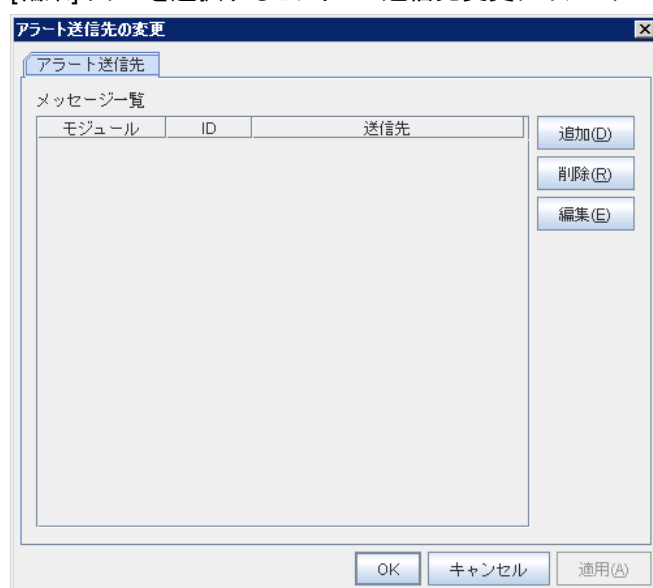 アラート送信先の変更
アラート送信先
メッセージ一覧
モジュール ID 送信先
追加(D)
削除(R)
編集(E)
OK キャンセル 適用(A)